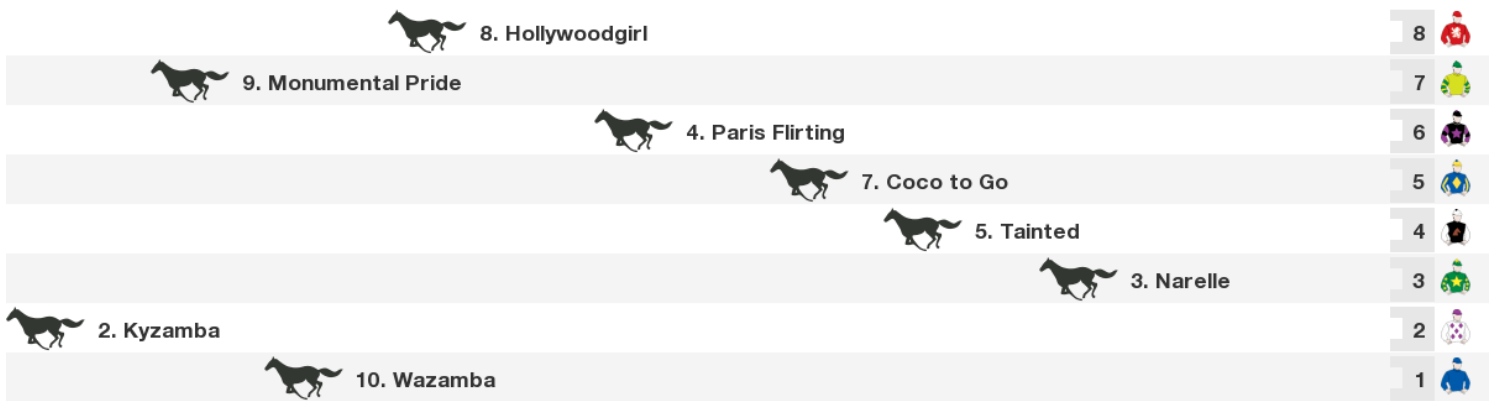 8. Hollywoodgirl 8
9. Monumental Pride 7
4. Paris Flirting 6
7. Coco to Go 5
5. Tainted 4
3. Narelle 3
2. Kyzamba 2
10. Wazamba 1